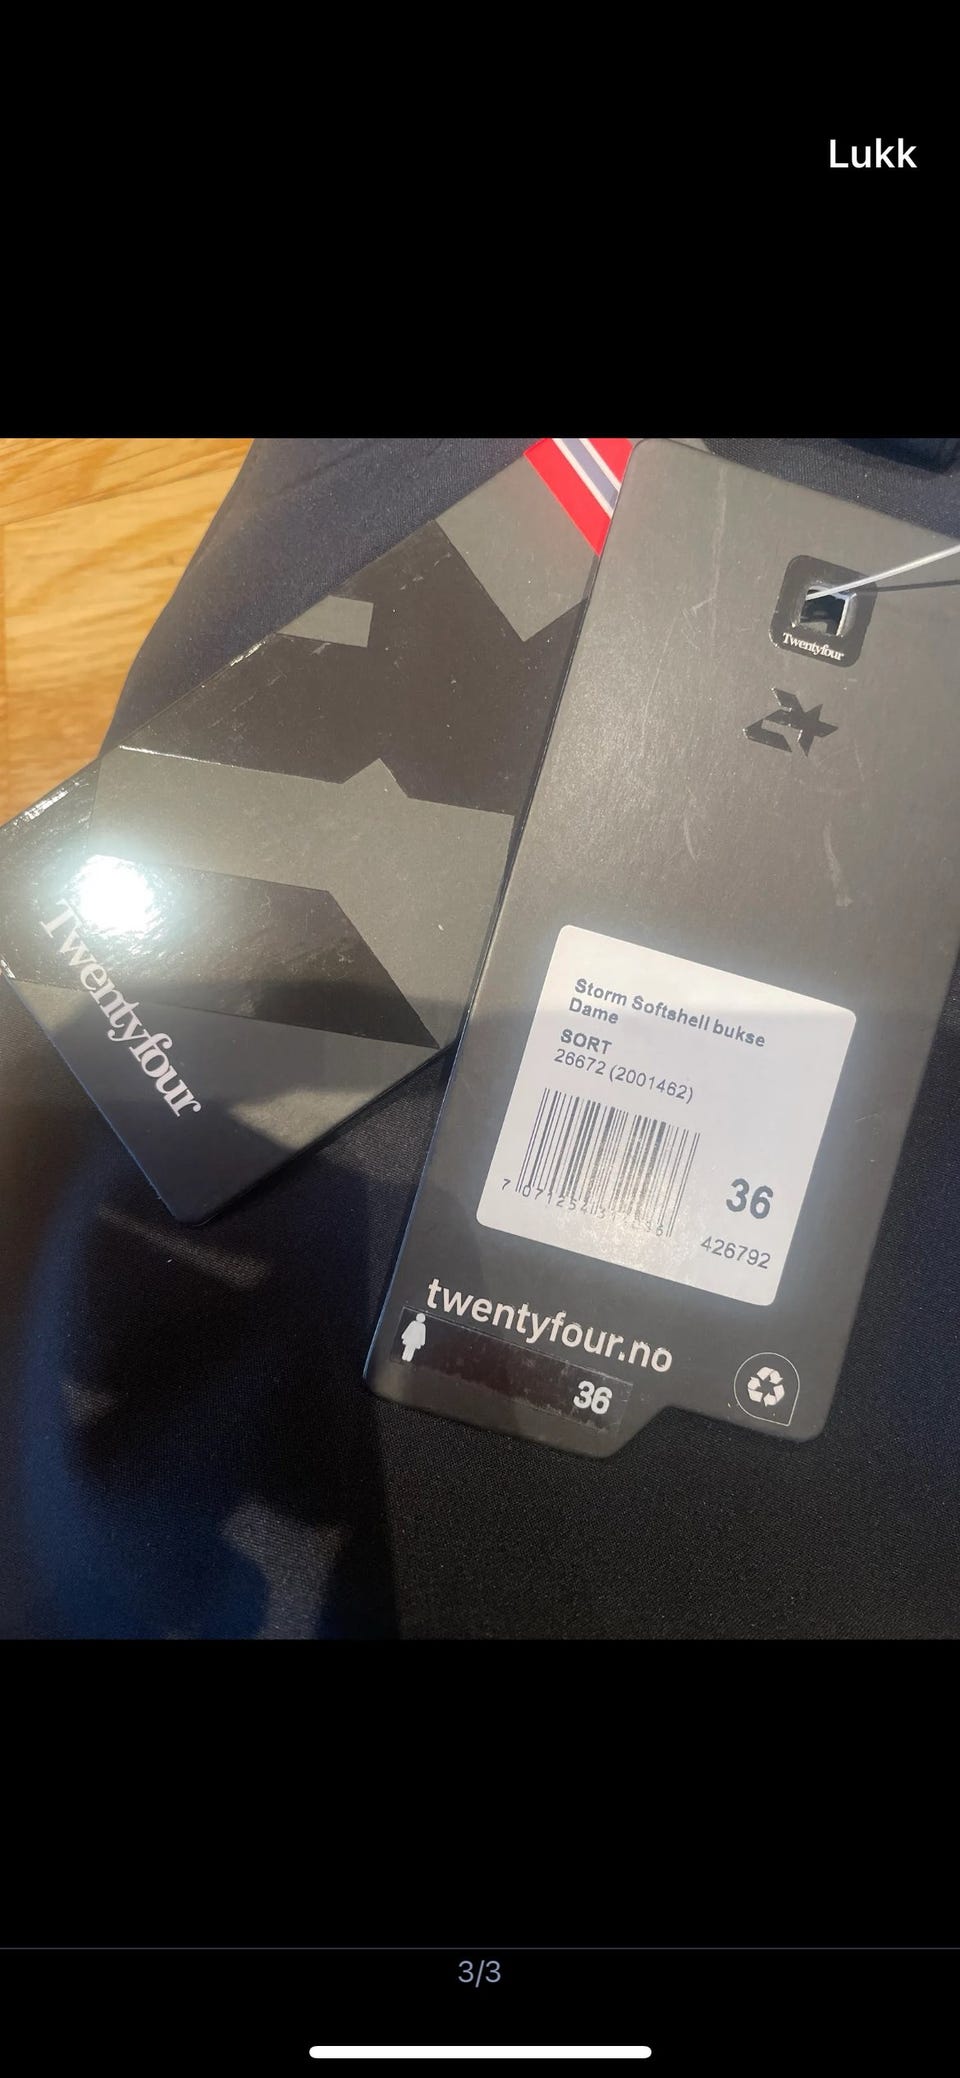 Lukk
Twentyfour
Twentyfour
Storm Softshell bukse
Dame
SORT
26672 (2001462)
36
426792
twentyfour.no
36
3/3